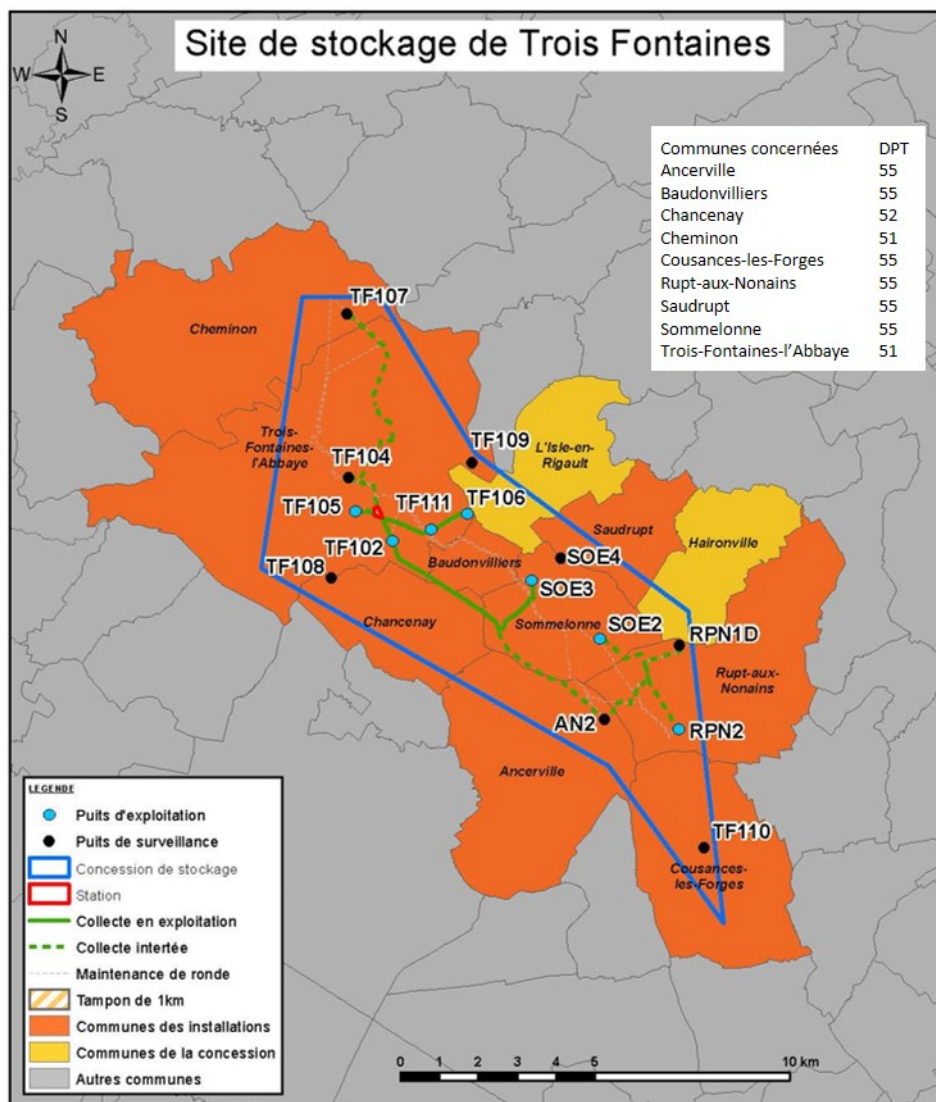 Site de stockage de Trois Fontaines
N
W E
S
Communes concernées DPT
Ancerville 55
Baudonvilliers 55
Chancenay 52
Cheminon 51
Cousances-les-Forges 55
Rupt-aux-Nonains 55
Saudrupt 55
Sommelonne 55
Trois-Fontaines-l'Abbaye 51
TF107
Cheminon
Trois-
Fontaines-
l'Abbaye
TF109
L'Isle-en-
Rigault
TF104
TF105
TF111
TF106
Saudrupt
Haironville
TF102
Baudonvilliers
SOE4
TF108
SOE3
Chancenay
Sommelonne
SOE2
RPN1D
Rupt-aux-
Nonains
AN2
RPN2
Ancerville
TF110
Cousances-
les-Forges
LEGENDE
Puits d'exploitation
Puits de surveillance
Concession de stockage
Station
Collecte en exploitation
Collecte intertée
Maintenance de ronde
Tampon de 1km
Communes des installations
Communes de la concession
Autres communes
0 1 2 3 4 5 10 km